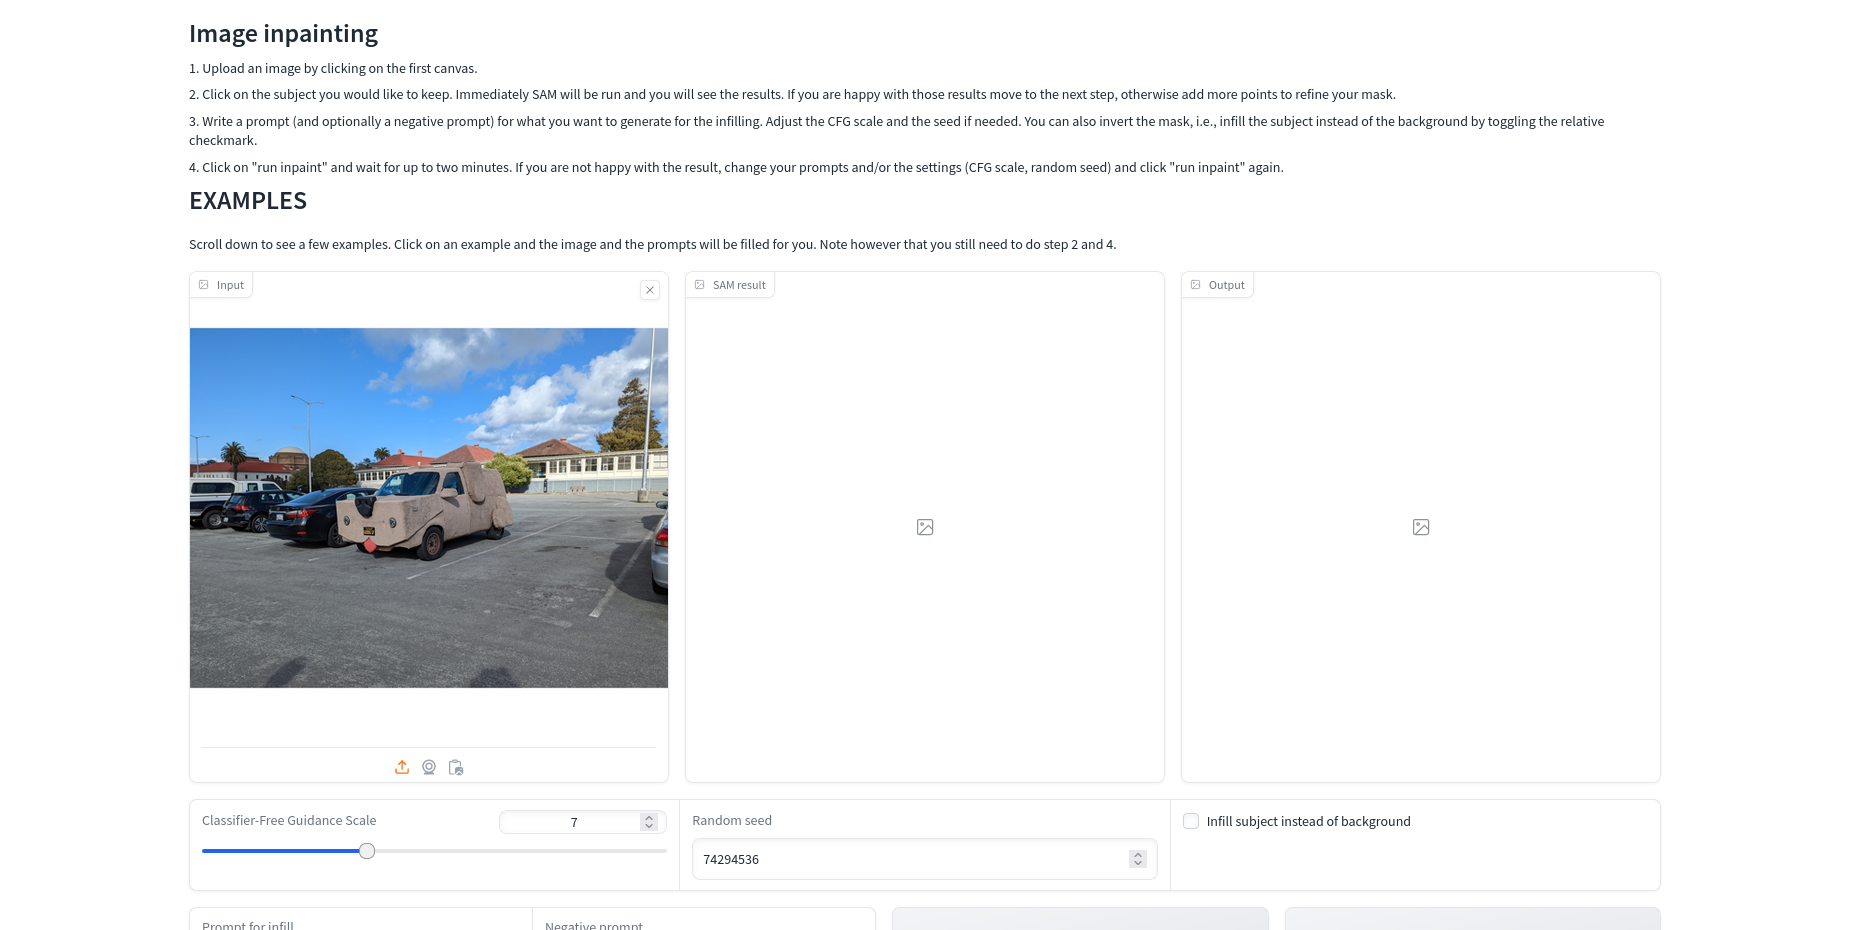 Image inpainting
1. Upload an image by clicking on the first canvas.
2. Click on the subject you would like to keep. Immediately SAM will be run and you will see the results. If you are happy with those results move to the next step, otherwise add more points to refine your mask.
3. Write a prompt (and optionally a negative prompt) for what you want to generate for the infilling. Adjust the CFG scale and the seed if needed. You can also invert the mask, i.e., infill the subject instead of the background by toggling the relative
checkmark.
4. Click on "run inpaint" and wait for up to two minutes. If you are not happy with the result, change your prompts and/or the settings (CFG scale, random seed) and click "run inpaint" again.
EXAMPLES
Scroll down to see a few examples. Click on an example and the image and the prompts will be filled for you. Note however that you still need to do step 2 and 4.
Input
SAM result
Output
Classifier-Free Guidance Scale
7
Random seed
74294536
Infill subject instead of background
Prompt for infill
Negative prompt